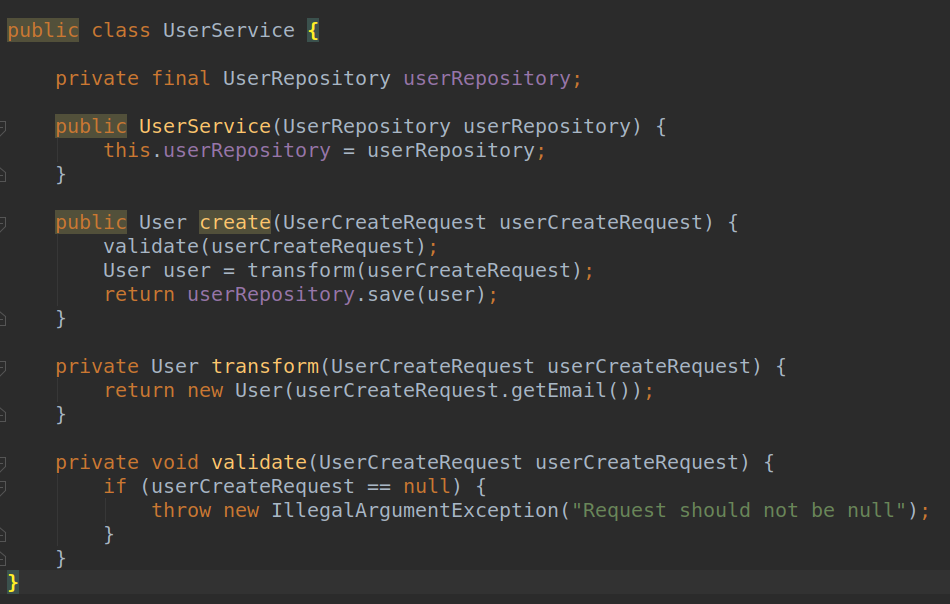 public class UserService {
    private final UserRepository userRepository;
    public UserService(UserRepository userRepository) {
        this.userRepository = userRepository;
    }
    public User create(UserCreateRequest userCreateRequest) {
        validate(userCreateRequest);
        User user = transform(userCreateRequest);
        return userRepository.save(user);
    }
    private User transform(UserCreateRequest userCreateRequest) {
        return new User(userCreateRequest.getEmail());
    }
    private void validate(UserCreateRequest userCreateRequest) {
        if (userCreateRequest == null) {
            throw new IllegalArgumentException("Request should not be null");
        }
    }
}